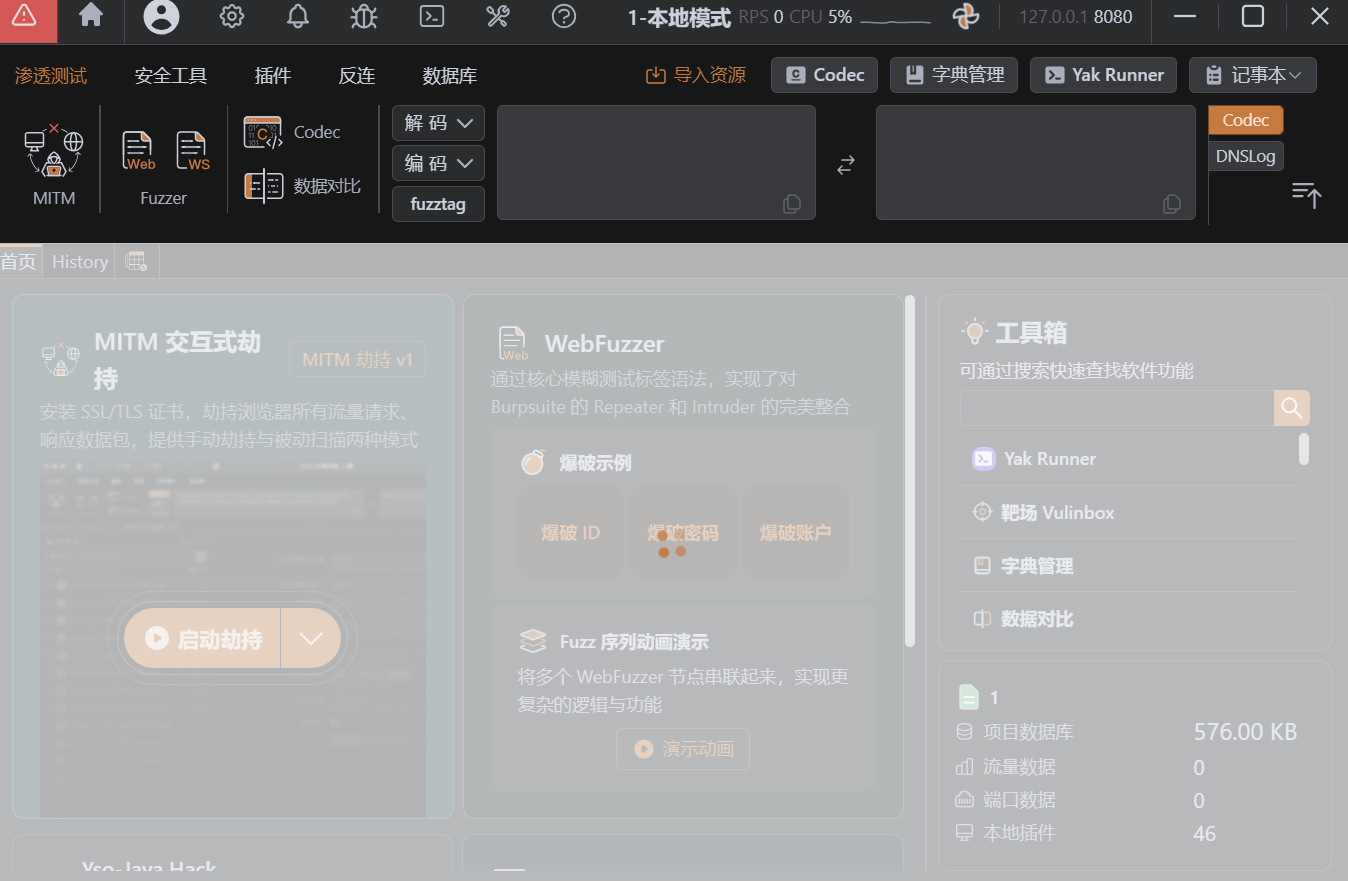 1-本地模式 RPS 0 CPU 5%
127.0.0.1 8080
渗透测试 安全工具 插件 反连 数据库
导入资源 Codec 字典管理 Yak Runner 记事本
MITM
Web WS
Fuzzer
Codec
数据对比
解 码
编 码
fuzztag
Codec
DNSLog
首页 History
MITM 交互式劫
持
MITM 劫持 v1
安装 SSL/TLS 证书，劫持浏览器所有流量请求、
响应数据包，提供手动劫持与被动扫描两种模式
启动劫持
Web
WebFuzzer
通过核心模糊测试标签语法，实现了对
Burpsuite 的 Repeater 和 Intruder 的完美整合
爆破示例
爆破 ID 爆破密码 爆破账户
Fuzz 序列动画演示
将多个 WebFuzzer 节点串联起来，实现更
复杂的逻辑与功能
演示动画
工具箱
可通过搜索快速查找软件功能
Yak Runner
靶场 Vulinbox
字典管理
数据对比
1
项目数据库 576.00 KB
流量数据 0
端口数据 0
本地插件 46
Yso-Java Hack